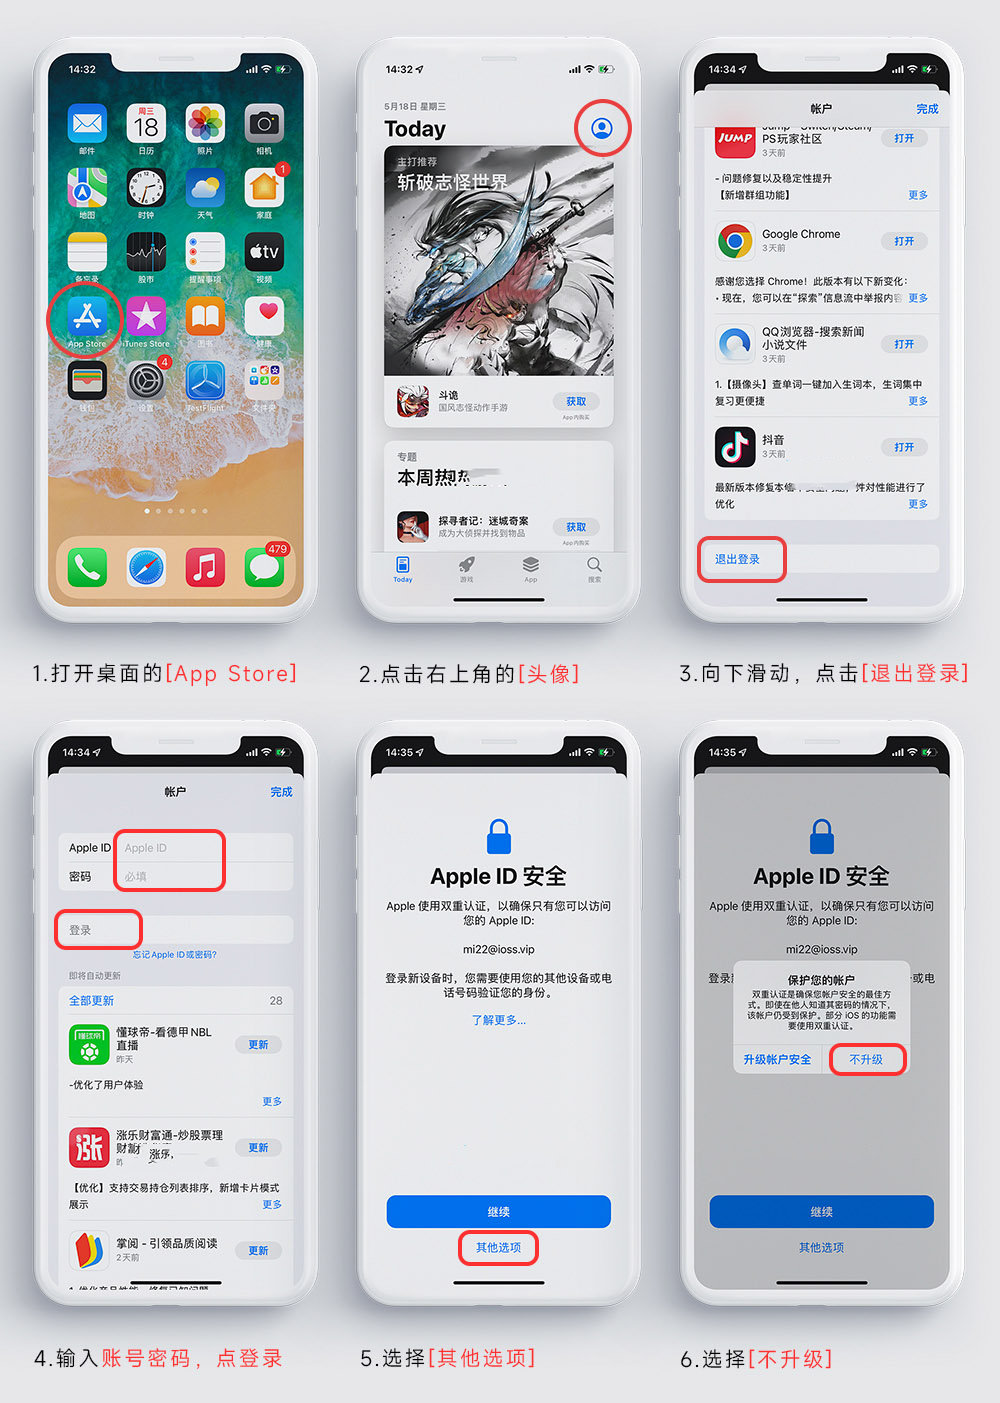 14:32
周三
18
邮件
日历
照片
相机
1
地图
时钟
天气
家庭
tv
备忘录
股市
提醒事项
视频
App Store
iTunes Store
图书
健康
4
钱包
设置
TestFlight
文件夹
479
1.打开桌面的[App Store]
14:32
5月18日 星期三
Today
主打推荐
斩破志怪世界
斗诡
国风志怪动作手游
获取
App 内购买
专题
本周热
探寻者记：迷城奇案
成为大侦探并找到物品
获取
App 内购买
Today
游戏
App
搜索
2.点击右上角的[头像]
14:34
帐户
完成
JUMP
Jump - Switch/Steam/
PS玩家社区
3天前
打开
- 问题修复以及稳定性提升
【新增群组功能】
更多
Google Chrome
3天前
打开
感谢您选择 Chrome！此版本有以下新变化：
• 现在，您可以在“探索”信息流中举报内容
更多
QQ浏览器-搜索新闻
小说文件
3天前
打开
1.【摄像头】查单词一键加入生词本，生词集中
复习更便捷
更多
抖音
3天前
打开
最新版本修复本 件对性能进行了
优化
更多
退出登录
3.向下滑动，点击[退出登录]
14:34
帐户
完成
Apple ID
Apple ID
密码
必填
登录
忘记 Apple ID 或密码?
即将自动更新
全部更新
28
懂球帝
懂球帝-看德甲 NBL
直播
昨天
更新
-优化了用户体验
更多
涨
涨乐财富通-炒股票理
财
涨乐,
更新
【优化】支持交易持仓列表排序，新增卡片模式
展示
更多
掌阅 - 引领品质阅读
2天前
更新
4.输入账号密码，点登录
14:35
Apple ID 安全
Apple 使用双重认证，以确保只有您可以访问
您的 Apple ID:
mi22@ioss.vip
登录新设备时，您需要使用您的其他设备或电
话号码验证您的身份。
了解更多...
继续
其他选项
5.选择[其他选项]
14:35
Apple ID 安全
Apple 使用双重认证，以确保只有您可以访问
您的 Apple ID:
mi22@ioss.vip
登录
或电
保护您的帐户
双重认证是确保您帐户安全的最佳方
式。即使在他人知道其密码的情况下，
该帐户仍受到保护。部分 iOS 的功能需
要使用双重认证。
升级帐户安全
不升级
继续
其他选项
6.选择[不升级]